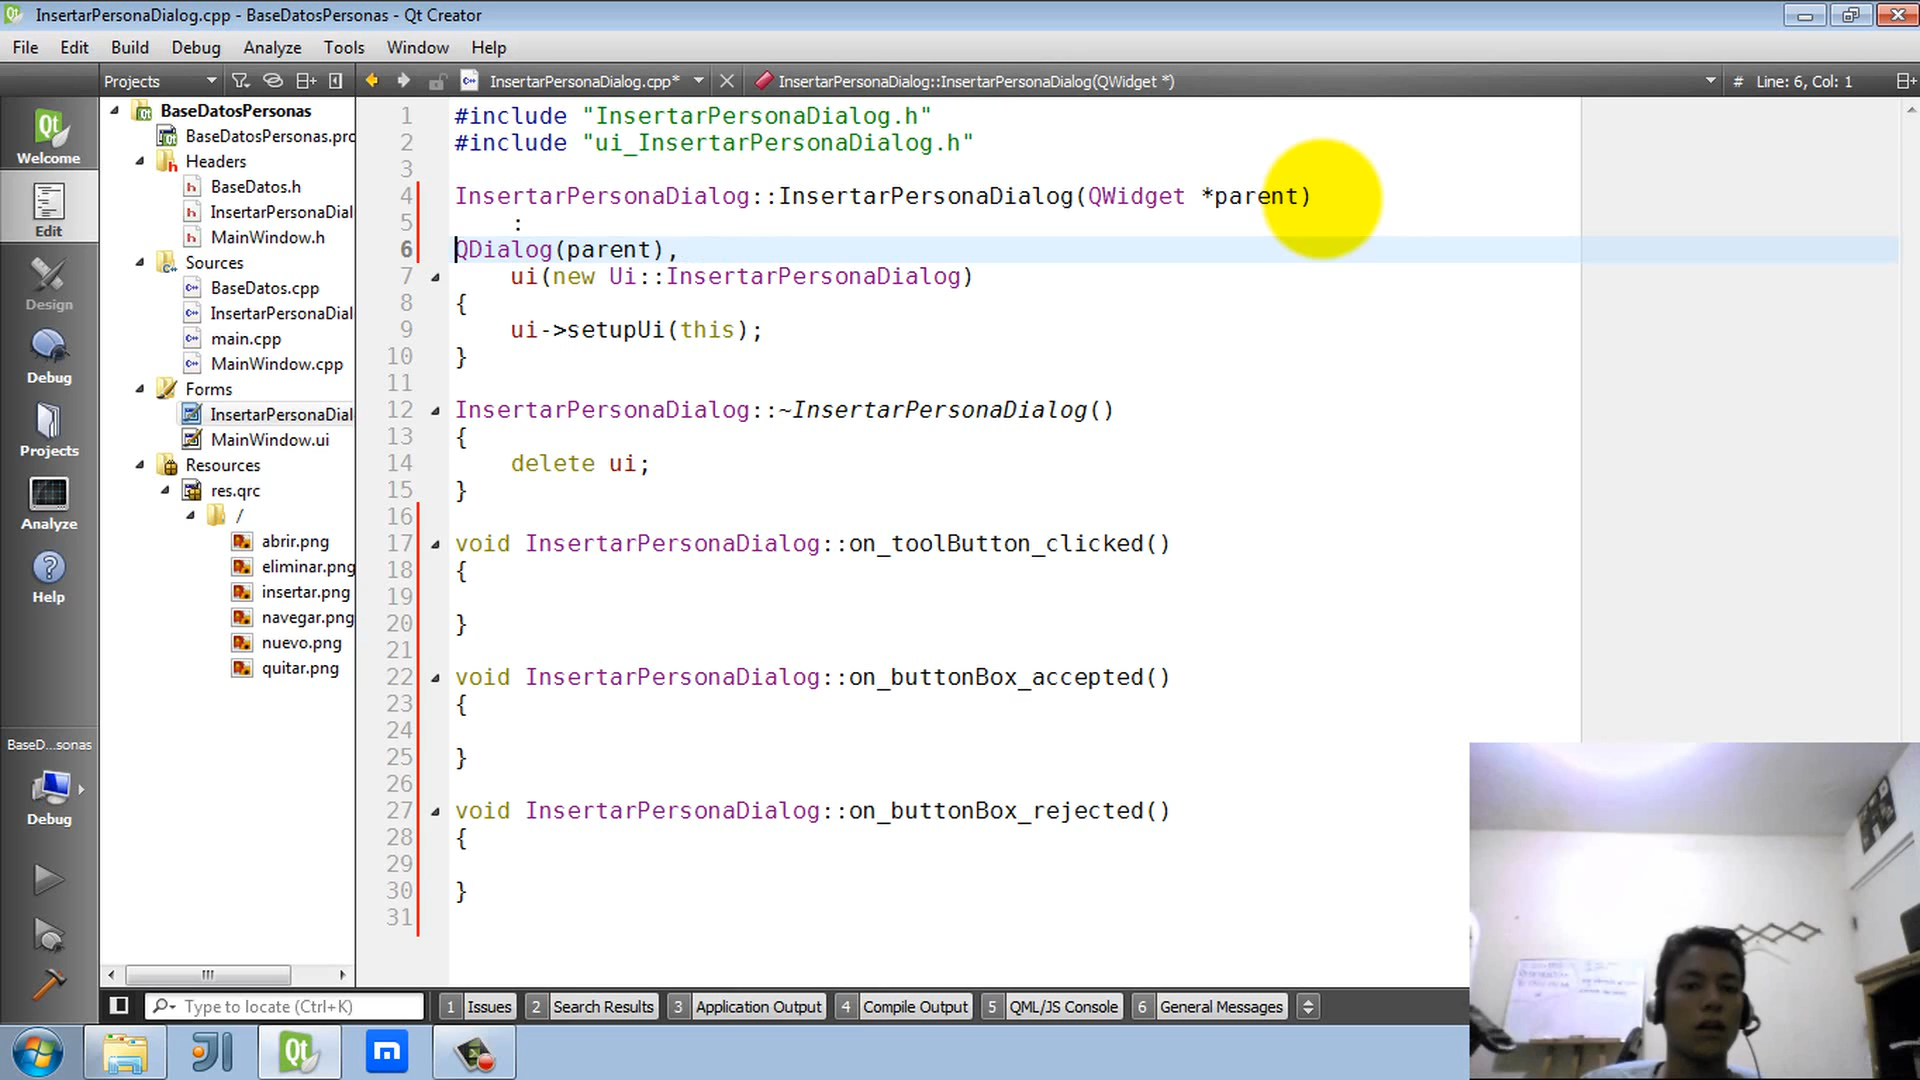 InsertarPersonaDialog.cpp - BaseDatosPersonas - Qt Creator
File Edit Build Debug Analyze Tools Window Help
Projects InsertarPersonaDialog.cpp* InsertarPersonaDialog::InsertarPersonaDialog(QWidget *) # Line: 6, Col: 1
Welcome
Edit
Design
Debug
Projects
Analyze
Help
BaseD...sonas
Debug
BaseDatosPersonas
BaseDatosPersonas.prc
Headers
BaseDatos.h
InsertarPersonaDial
MainWindow.h
Sources
BaseDatos.cpp
InsertarPersonaDial
main.cpp
MainWindow.cpp
Forms
InsertarPersonaDial
MainWindow.ui
Resources
res.qrc
/
abrir.png
eliminar.png
insertar.png
navegar.png
nuevo.png
quitar.png
1 #include "InsertarPersonaDialog.h"
2 #include "ui_InsertarPersonaDialog.h"
3
4 InsertarPersonaDialog::InsertarPersonaDialog(QWidget *parent)
5 :
6 QDialog(parent),
7 ui(new Ui::InsertarPersonaDialog)
8 {
9 ui->setupUi(this);
10 }
11
12 InsertarPersonaDialog::~InsertarPersonaDialog()
13 {
14 delete ui;
15 }
16
17 void InsertarPersonaDialog::on_toolButton_clicked()
18 {
19
20 }
21
22 void InsertarPersonaDialog::on_buttonBox_accepted()
23 {
24
25 }
26
27 void InsertarPersonaDialog::on_buttonBox_rejected()
28 {
29
30 }
31
Type to locate (Ctrl+K) 1 Issues 2 Search Results 3 Application Output 4 Compile Output 5 QML/JS Console 6 General Messages